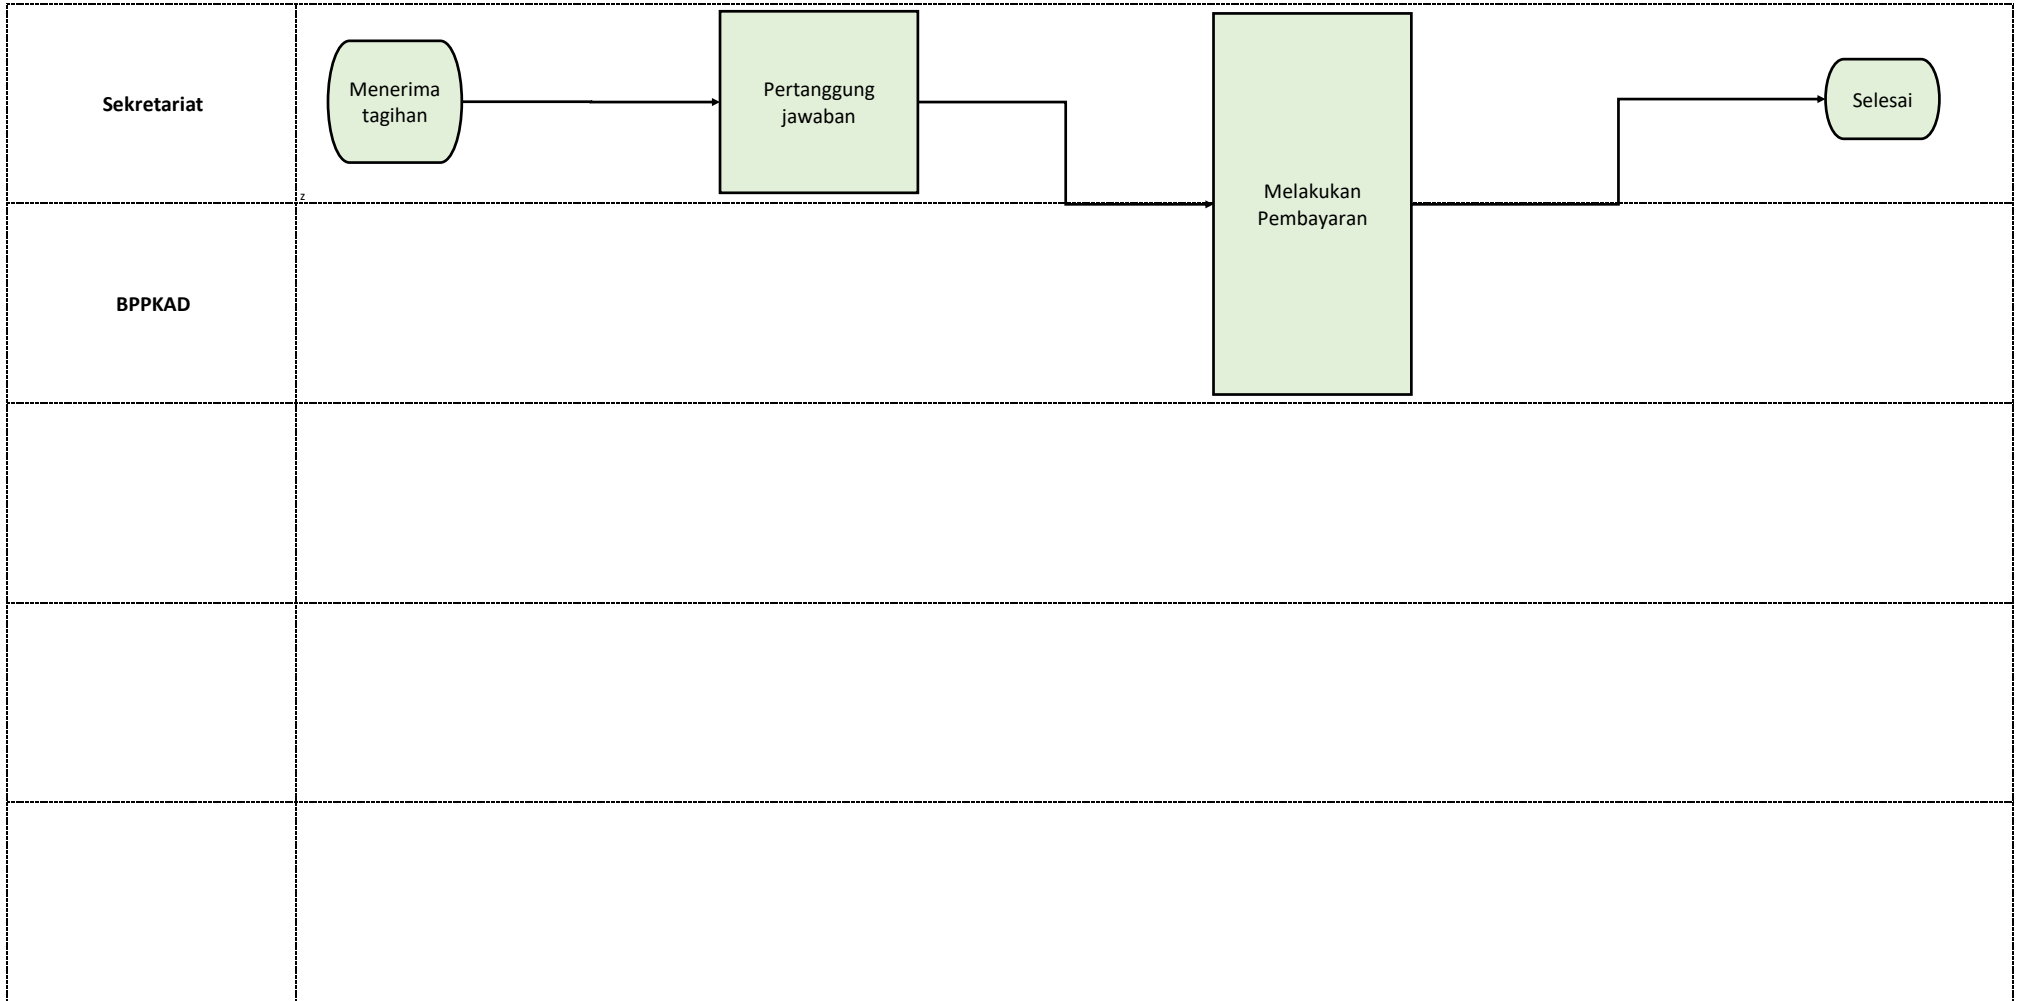 Sekretariat
Menerima
tagihan
Pertanggung
jawaban
Melakukan
Pembayaran
Selesai
z
BPPKAD